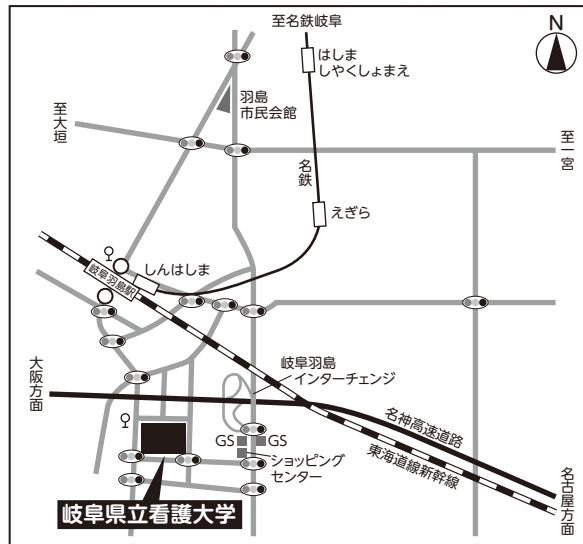 至名鉄岐阜
N
はしま
しやくしょまえ
羽島
市民会館
至大垣
至一宮
名鉄
えぎら
しんはしま
岐阜羽島駅
岐阜羽島
インターチェンジ
大阪方面
名神高速道路
東海道線新幹線
GS
GS
ショッピング
センター
名古屋方面
岐阜県立看護大学